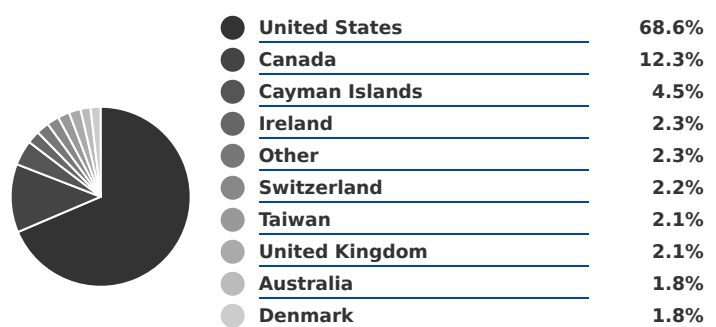 United States 68.6%
Canada 12.3%
Cayman Islands 4.5%
Ireland 2.3%
Other 2.3%
Switzerland 2.2%
Taiwan 2.1%
United Kingdom 2.1%
Australia 1.8%
Denmark 1.8%